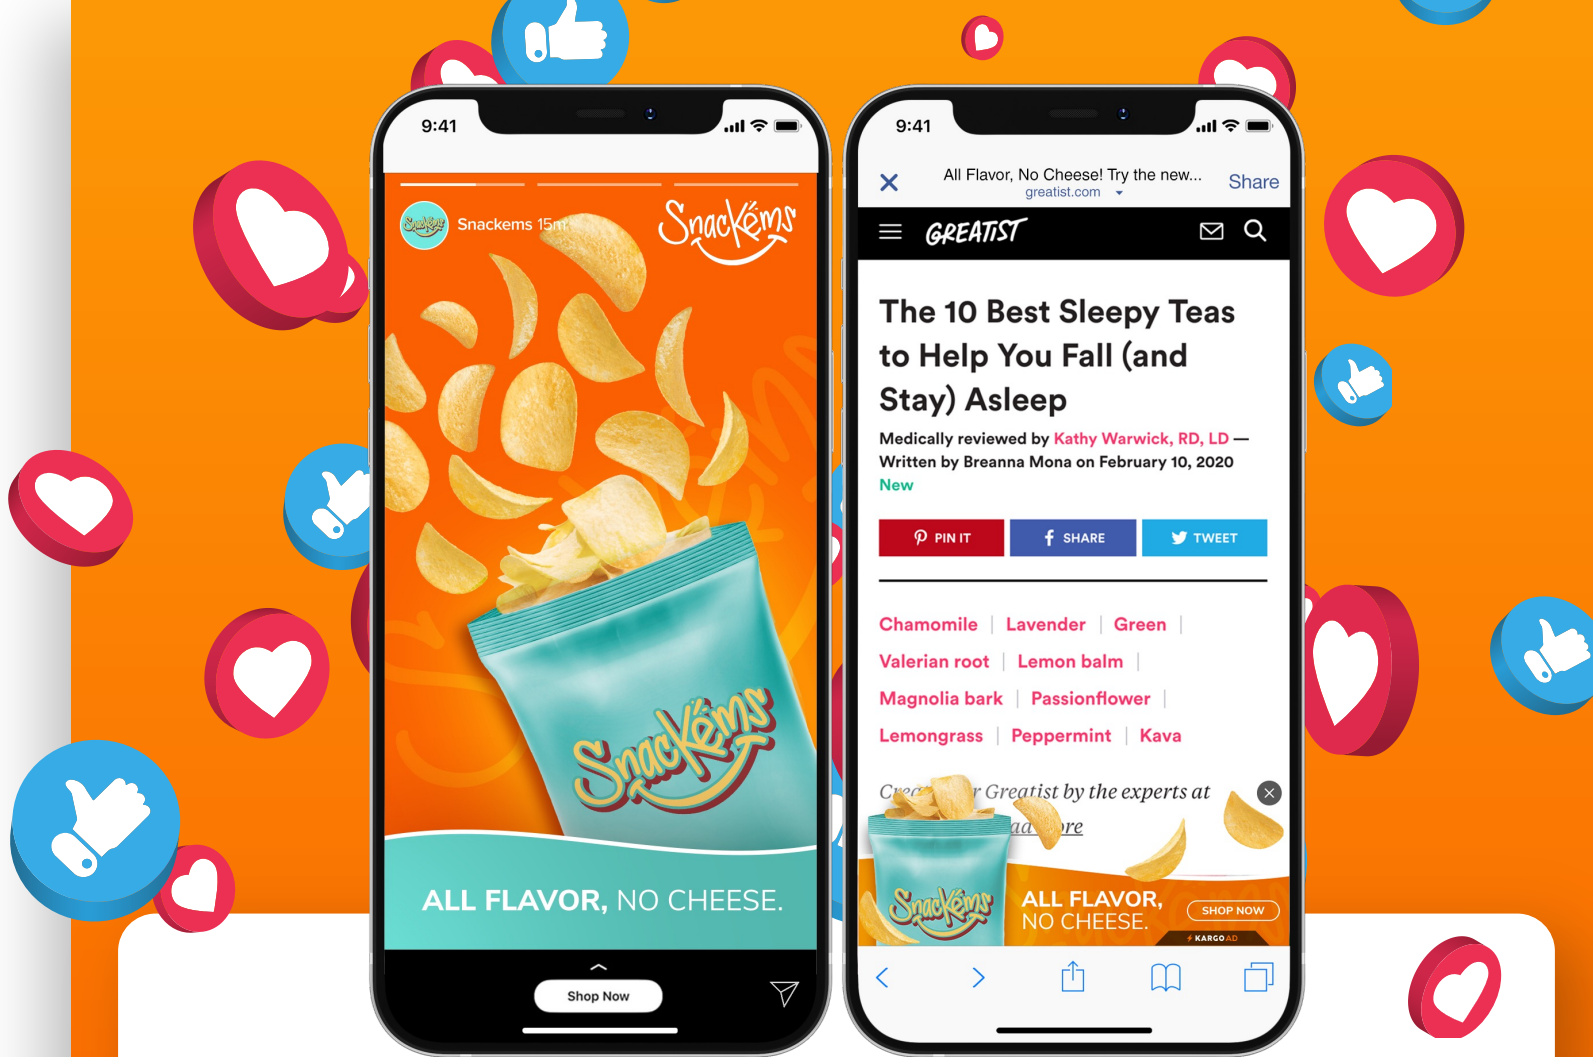 9:41
Snackems 15m
Snackéms
Snackéms
ALL FLAVOR, NO CHEESE.
Shop Now
9:41
All Flavor, No Cheese! Try the new...
greatist.com
Share
GREATIST
The 10 Best Sleepy Teas
to Help You Fall (and
Stay) Asleep
Medically reviewed by Kathy Warwick, RD, LD —
Written by Breanna Mona on February 10, 2020
New
PIN IT
SHARE
TWEET
Chamomile | Lavender | Green |
Valerian root | Lemon balm |
Magnolia bark | Passionflower |
Lemongrass | Peppermint | Kava
Greatist by the experts at
Snackéms
ALL FLAVOR,
NO CHEESE.
SHOP NOW
KARGO AD